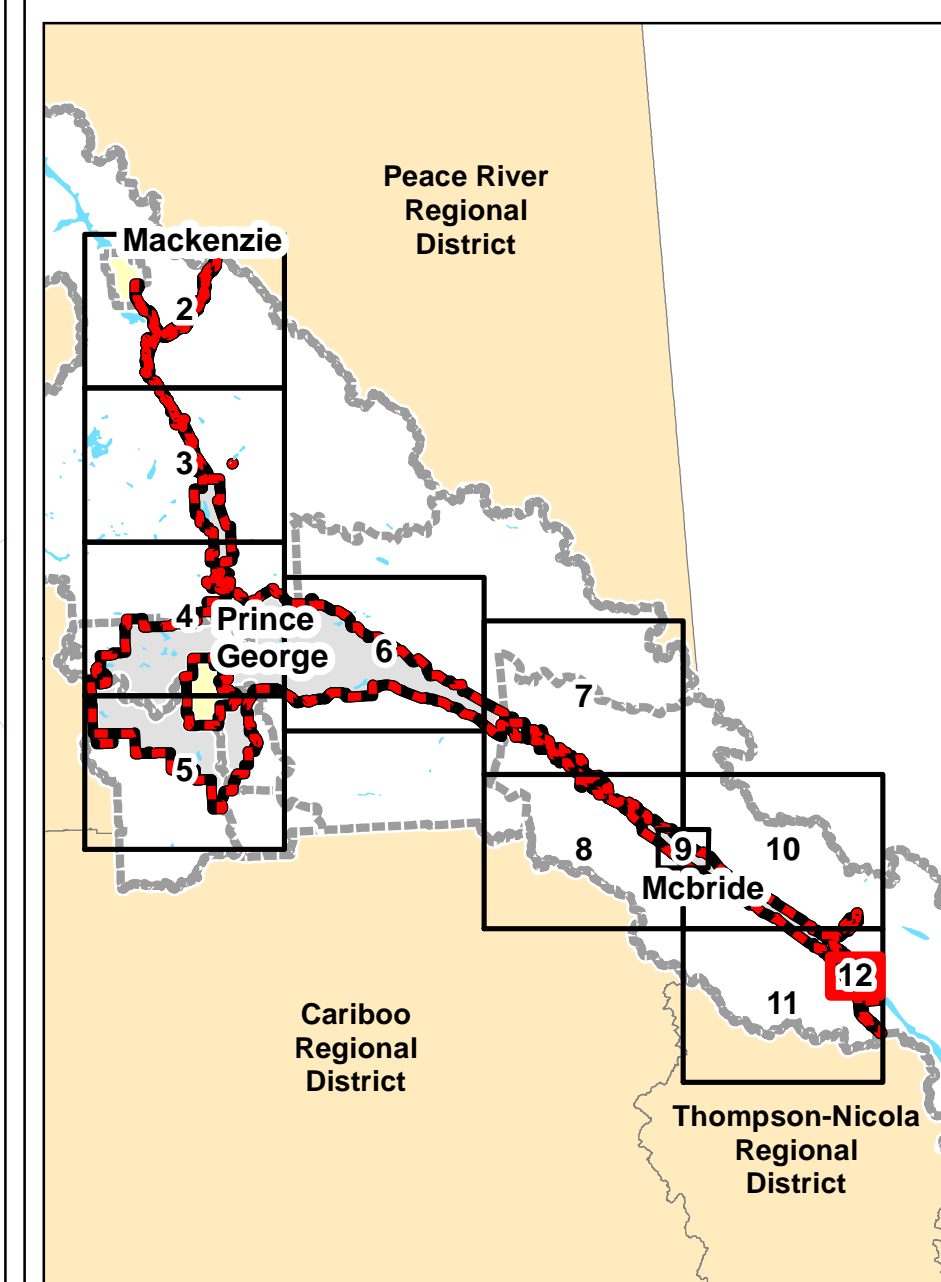 Peace River
Regional
District
Mackenzie
2
3
4
Prince
George
6
7
5
8
9
10
Mcbride
12
11
Cariboo
Regional
District
Thompson-Nicola
Regional
District